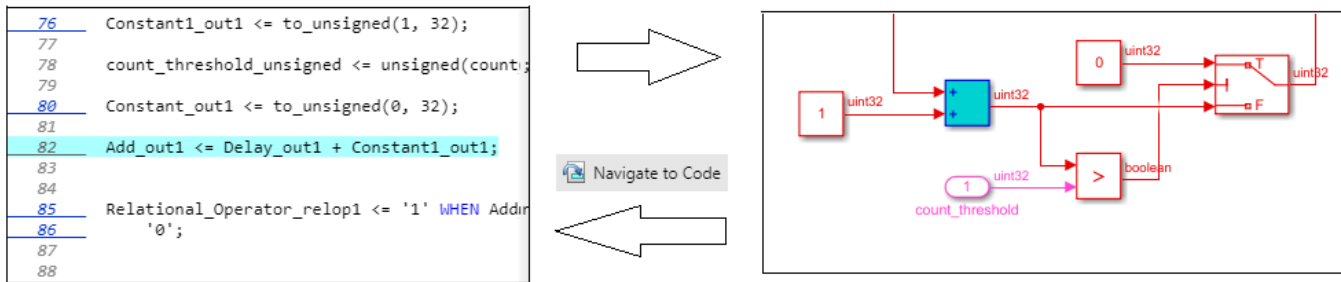 76 Constant1_out1 <= to_unsigned(1, 32);
77
78 count_threshold_unsigned <= unsigned(count
79
80 Constant_out1 <= to_unsigned(0, 32);
81
82 Add_out1 <= Delay_out1 + Constant1_out1;
83
84
85 Relational_Operator_relop1 <= '1' WHEN
86 '0';
87
88
Navigate to Code
0
uint32
T
uint32
1
uint32
+
+
uint32
F
>
boolean
1
uint32
count_threshold